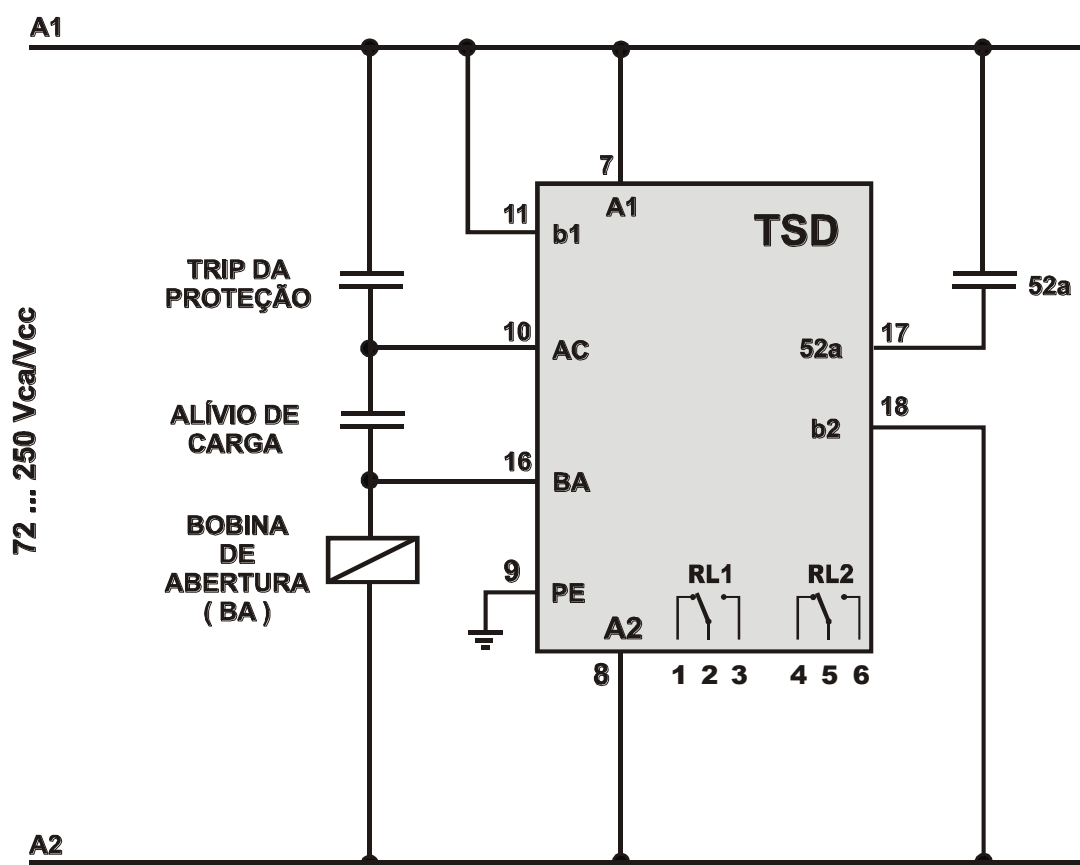 A1
7
A1
TSD
11
b1
TRIP DA
PROTEÇÃO
52a
10
AC
52a
17
72 ... 250 Vca/Vcc
ALÍVIO DE
CARGA
18
b2
16
BA
BOBINA
DE
ABERTURA
( BA )
9
PE
RL1
RL2
A2
8
1 2 3
4 5 6
A2